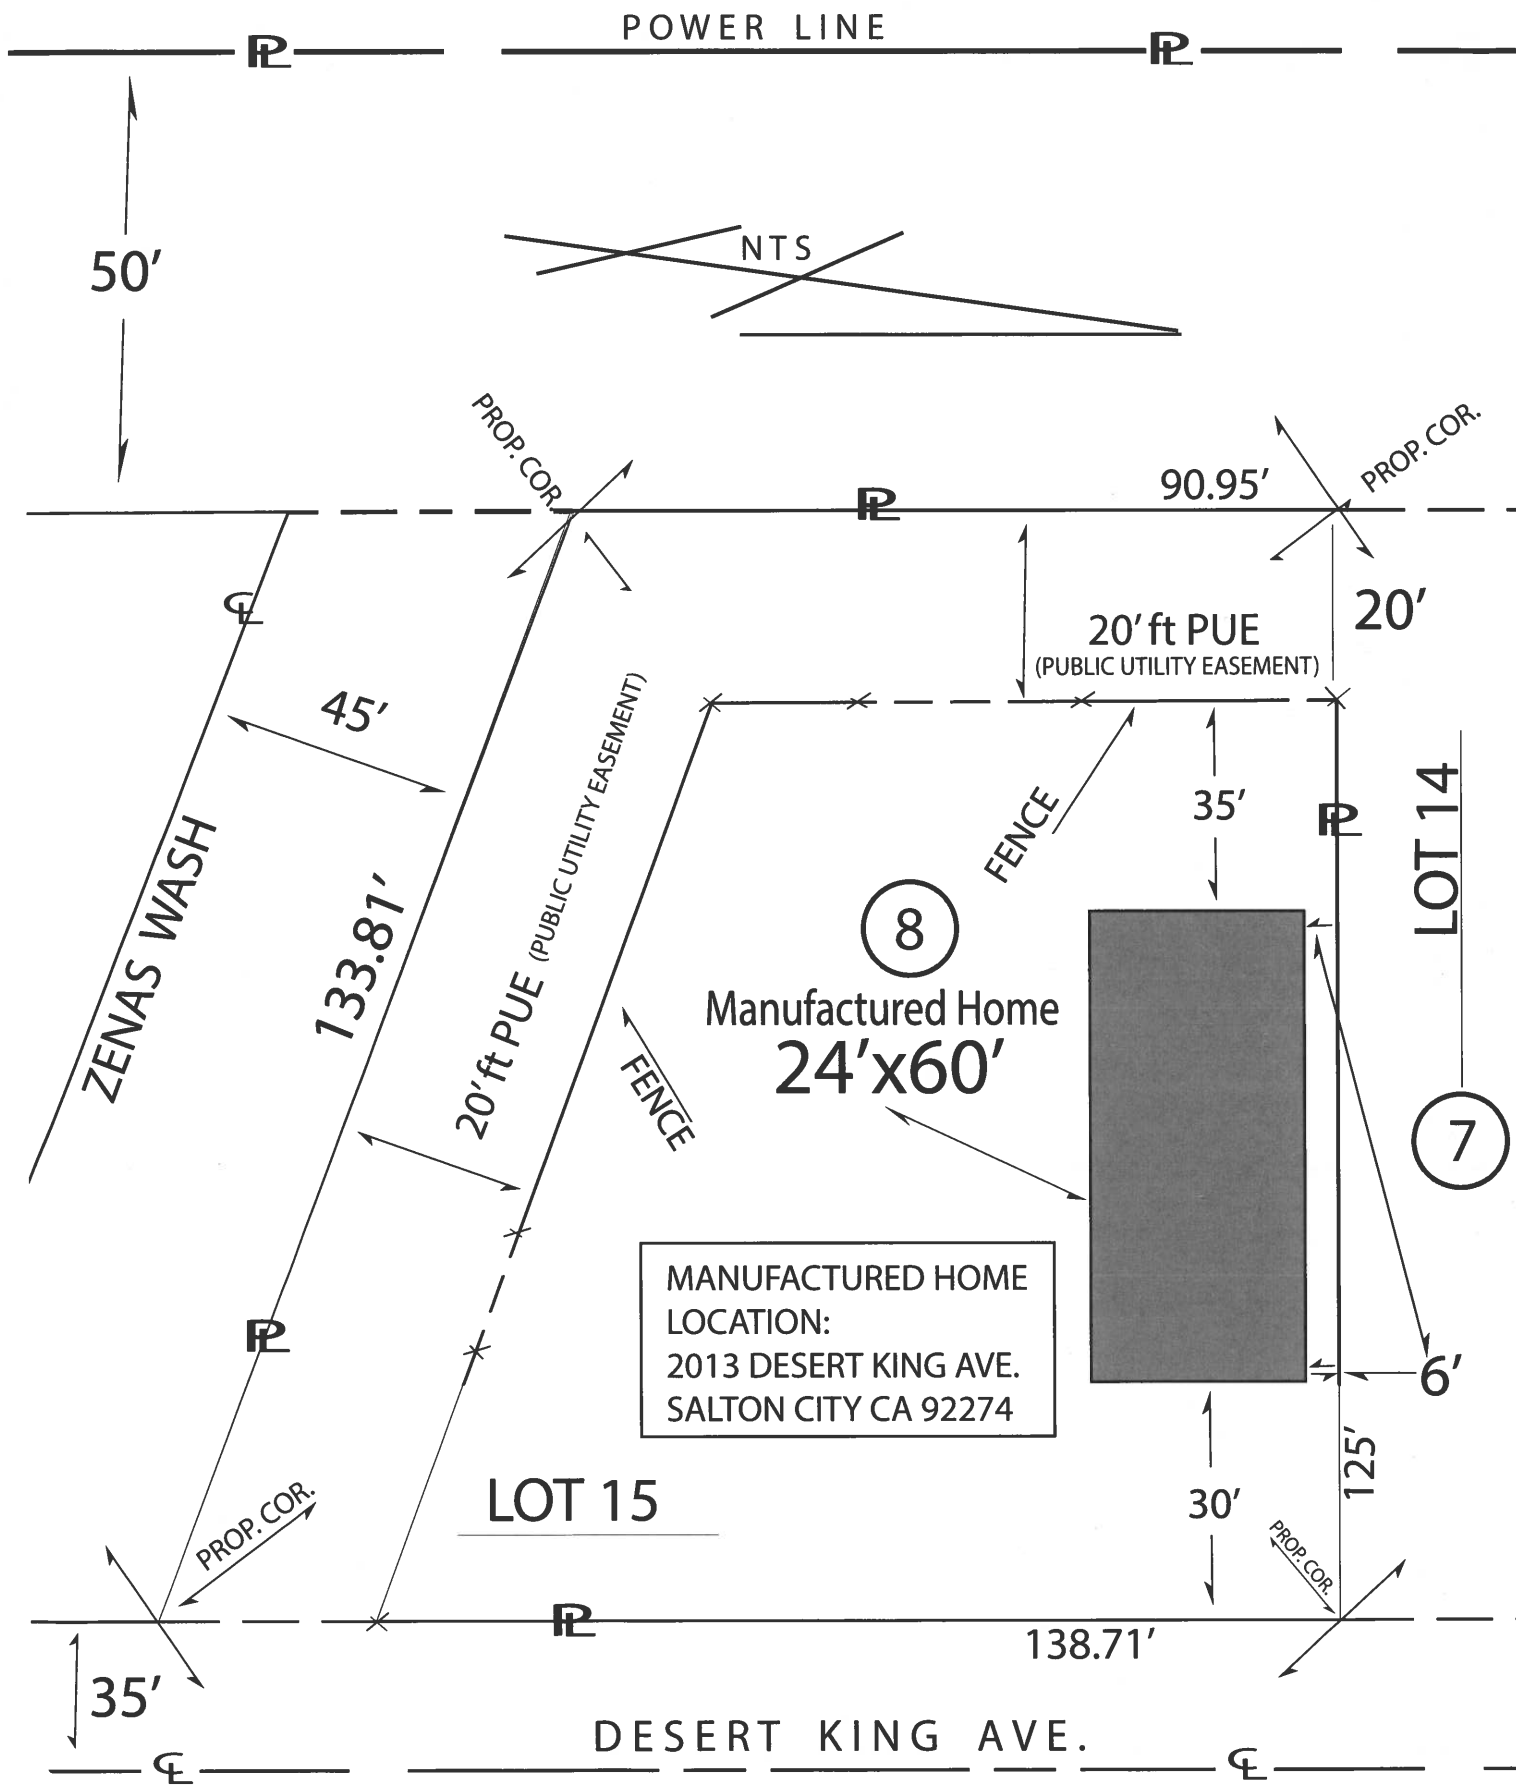 POWER LINE
PL
PL
50'
NTS
PROP. COR.
PROP. COR.
90.95'
PL
CL
20'
20' ft PUE
(PUBLIC UTILITY EASEMENT)
45'
FENCE
35'
PL
LOT 14
ZENAS WASH
133.81'
20' ft PUE (PUBLIC UTILITY EASEMENT)
FENCE
8
Manufactured Home
24'x60'
7
MANUFACTURED HOME
LOCATION:
2013 DESERT KING AVE.
SALTON CITY CA 92274
PL
6'
125'
LOT 15
30'
PROP. COR.
PROP. COR.
PL
138.71'
35'
DESERT KING AVE.
CL
CL